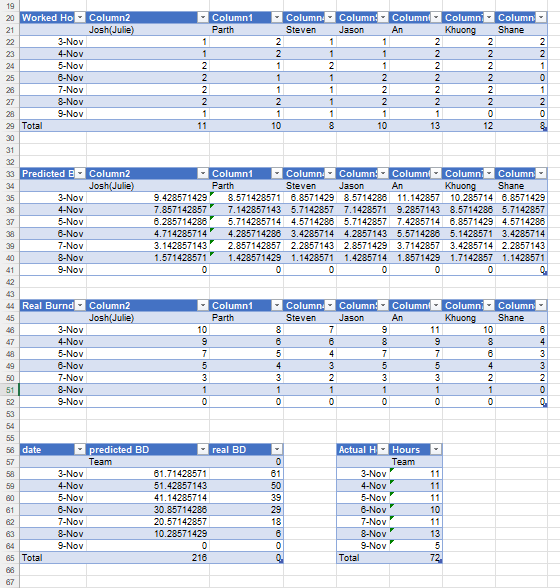 19
20 Worked Ho Column2 Column1 Column Column Column Column Column
21 Josh(Julie) Parth Steven Jason An Khuong Shane
22 3-Nov 1 2 1 1 2 2 2
23 4-Nov 1 2 1 1 2 2 2
24 5-Nov 2 1 2 1 2 2 1
25 6-Nov 2 1 1 2 2 2 0
26 7-Nov 2 1 1 2 2 2 1
27 8-Nov 2 2 1 2 2 2 2
28 9-Nov 1 1 1 1 1 0 0
29 Total 11 10 8 10 13 12 8
30
31
32
33 Predicted B Column2 Column1 Column Column Column Column Column
34 Josh(Julie) Parth Steven Jason An Khuong Shane
35 3-Nov 9.428571429 8.571428571 6.8571429 8.5714286 11.142857 10.285714 6.8571429
36 4-Nov 7.857142857 7.142857143 5.7142857 7.1428571 9.2857143 8.5714286 5.7142857
37 5-Nov 6.285714286 5.714285714 4.5714286 5.7142857 7.4285714 6.8571429 4.5714286
38 6-Nov 4.714285714 4.285714286 3.4285714 4.2857143 5.5714286 5.1428571 3.4285714
39 7-Nov 3.142857143 2.857142857 2.2857143 2.8571429 3.7142857 3.4285714 2.2857143
40 8-Nov 1.571428571 1.428571429 1.1428571 1.4285714 1.8571429 1.7142857 1.1428571
41 9-Nov 0 0 0 0 0 0 0
42
43
44 Real Burnd Column2 Column1 Column Column Column Column Column
45 Josh(Julie) Parth Steven Jason An Khuong Shane
46 3-Nov 10 8 7 9 11 10 6
47 4-Nov 9 6 6 8 9 8 4
48 5-Nov 7 5 4 7 7 6 3
49 6-Nov 5 4 3 5 5 4 3
50 7-Nov 3 3 2 3 3 2 2
51 8-Nov 1 1 1 1 1 1 0
52 9-Nov 0 0 0 0 0 0 0
53
54
55
56 date predicted BD real BD Actual H Hours
57 Team 0 Team
58 3-Nov 61.71428571 61 3-Nov 11
59 4-Nov 51.42857143 50 4-Nov 11
60 5-Nov 41.14285714 39 5-Nov 11
61 6-Nov 30.85714286 29 6-Nov 10
62 7-Nov 20.57142857 18 7-Nov 11
63 8-Nov 10.28571429 6 8-Nov 13
64 9-Nov 0 0 9-Nov 5
65 Total 216 0 Total 72
66
67